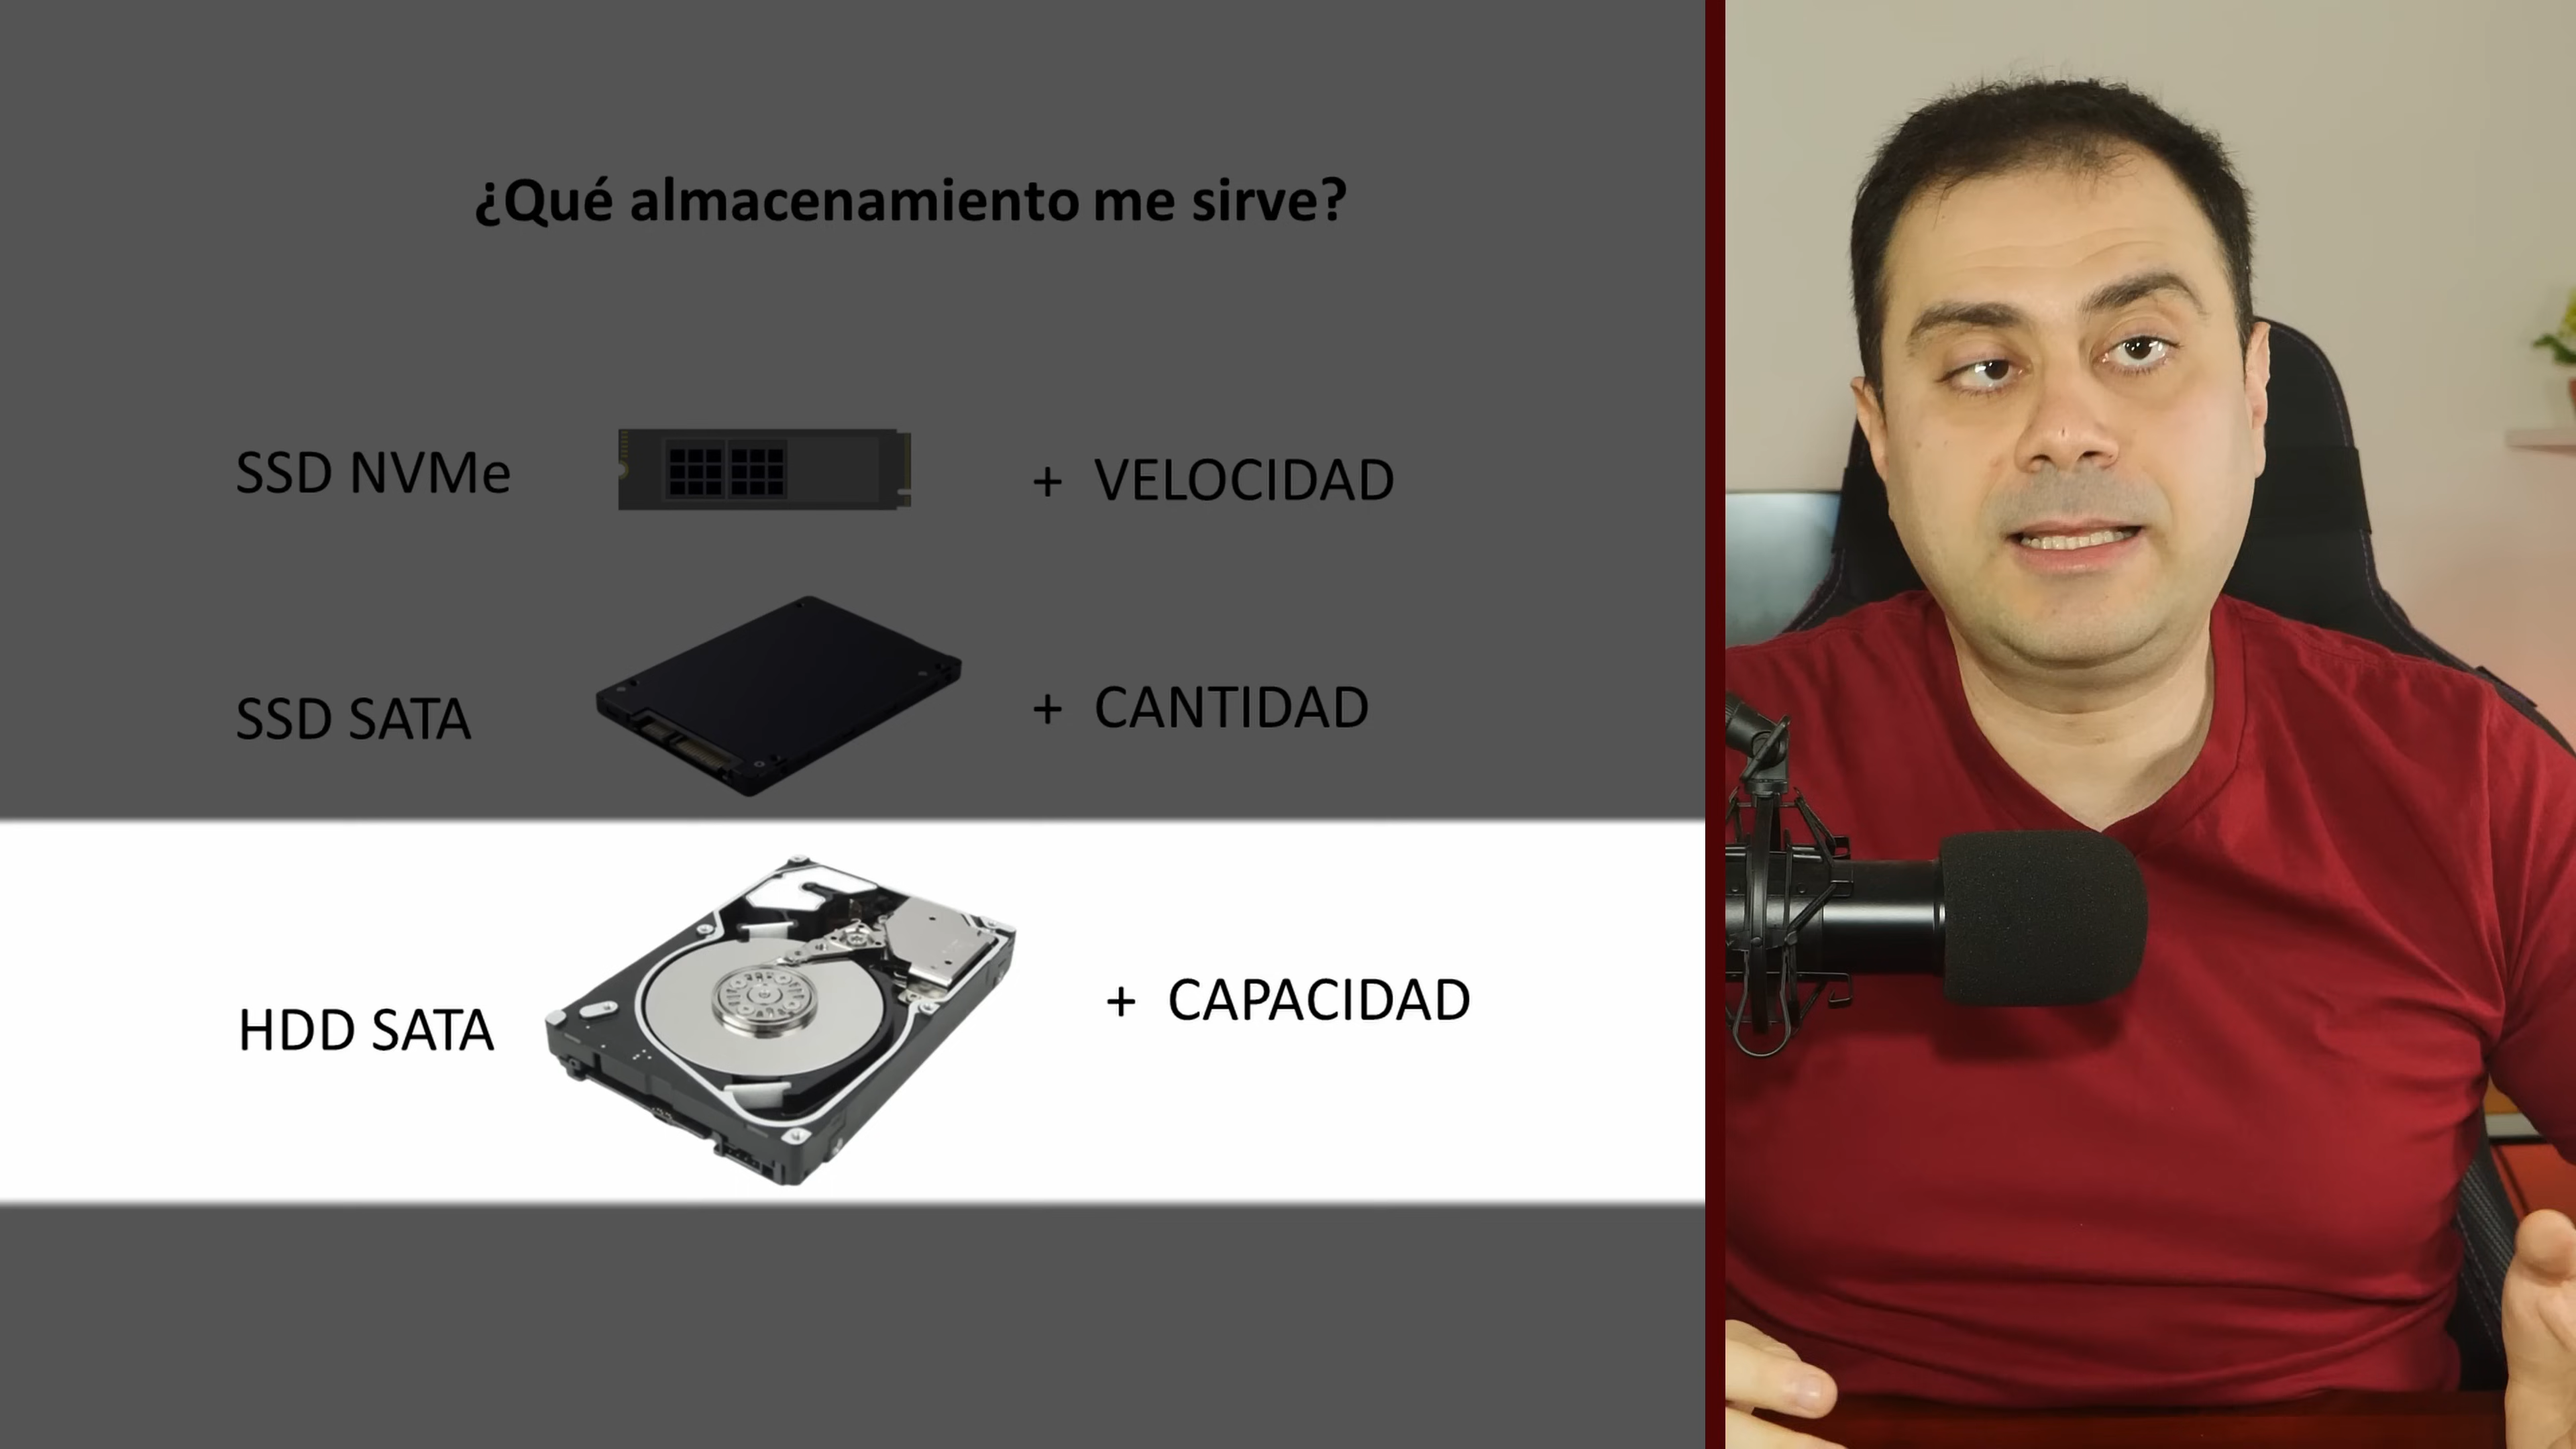 ¿Qué almacenamiento me sirve?
SSD NVMe + VELOCIDAD
SSD SATA + CANTIDAD
HDD SATA + CAPACIDAD